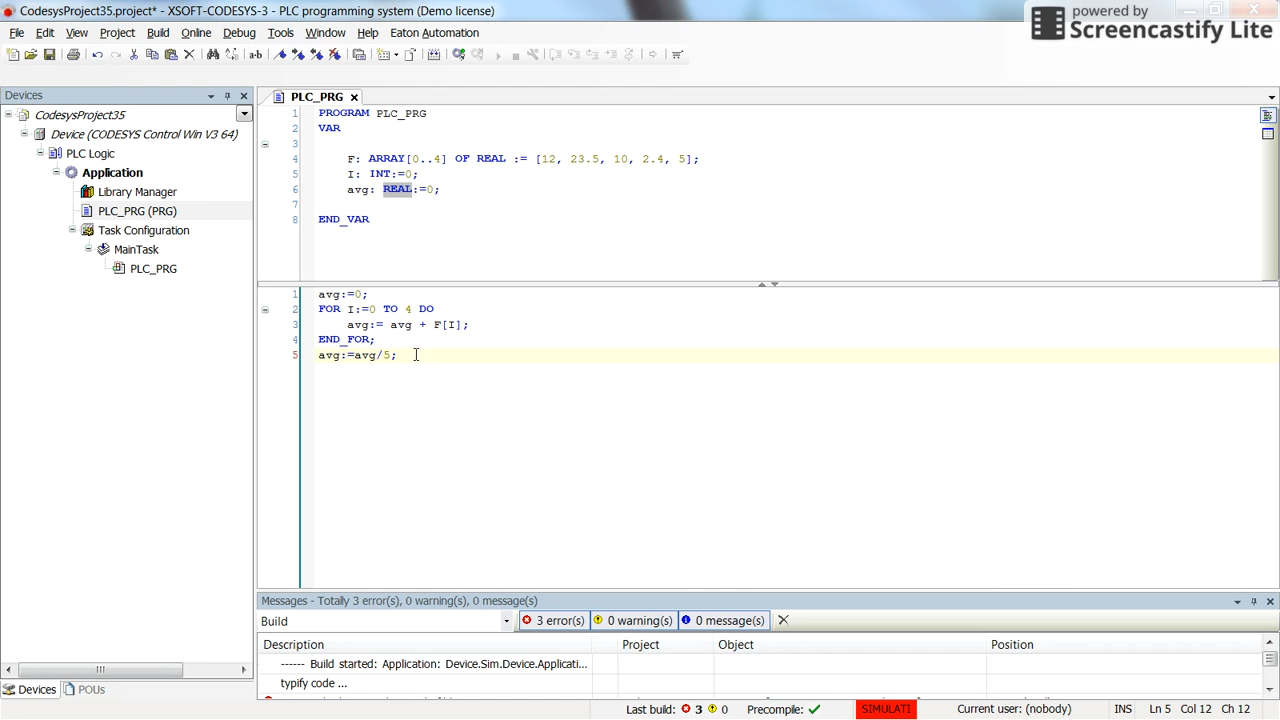 CodesysProject35.project* - XSOFT-CODESYS-3 - PLC programming system (Demo license)
powered by
Screencastify Lite
File Edit View Project Build Online Debug Tools Window Help Eaton Automation
Devices
PLC_PRG
CodesysProject35
Device (CODESYS Control Win V3 64)
PLC Logic
Application
Library Manager
PLC_PRG (PRG)
Task Configuration
MainTask
PLC_PRG
1 PROGRAM PLC_PRG
2 VAR
3
4 F: ARRAY[0..4] OF REAL := [12, 23.5, 10, 2.4, 5];
5 I: INT:=0;
6 avg: REAL:=0;
7
8 END_VAR
1 avg:=0;
2 FOR I:=0 TO 4 DO
3 avg:= avg + F[I];
4 END_FOR;
5 avg:=avg/5;
Messages - Totally 3 error(s), 0 warning(s), 0 message(s)
Build 3 error(s) 0 warning(s) 0 message(s)
Description Project Object Position
------ Build started: Application: Device.Sim.Device.Applicati...
typify code ...
Devices POUs
Last build: 3 0 Precompile: SIMULATI Current user: (nobody) INS Ln 5 Col 12 Ch 12